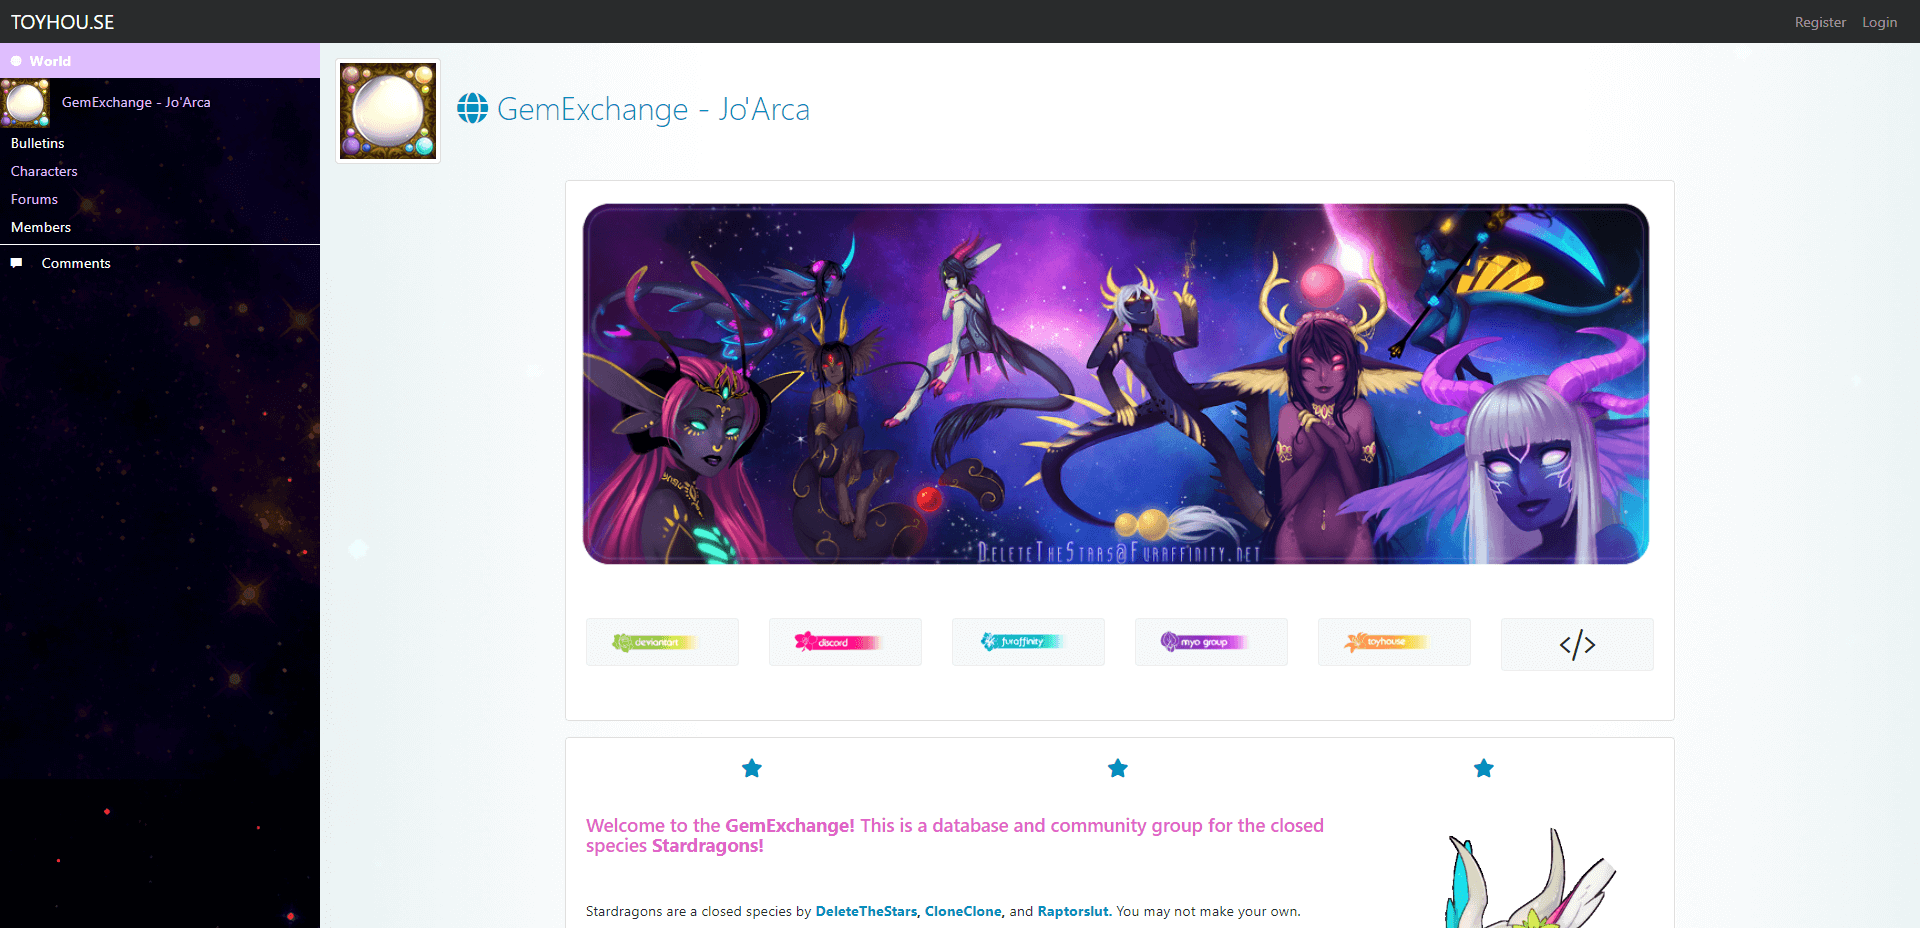 TOYHOU.SE
Register Login
World
GemExchange - Jo'Arca
Bulletins
Characters
Forums
Members
Comments
GemExchange - Jo'Arca
DeleteTheStars@Furaffinity.net
deviantart
discord
furaffinity
myo group
toyhouse
</>
Welcome to the GemExchange! This is a database and community group for the closed
species Stardragons!
Stardragons are a closed species by DeleteTheStars, CloneClone, and Raptorslut. You may not make your own.